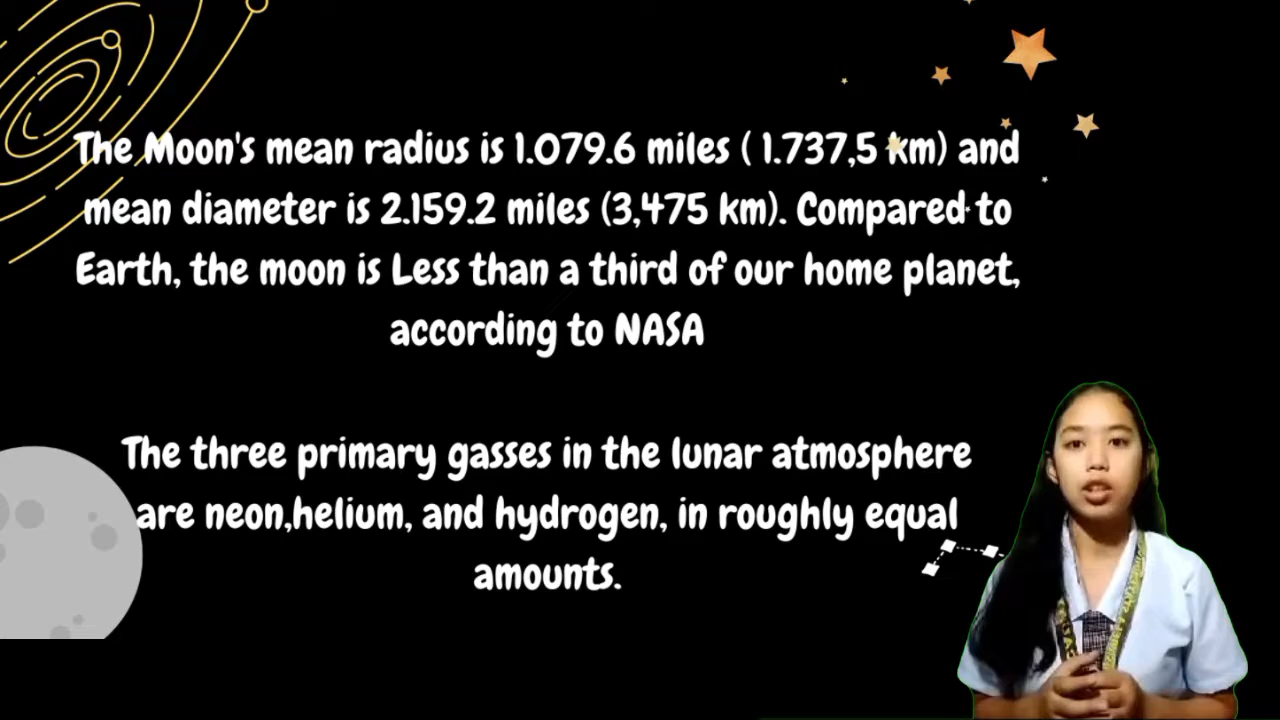 The Moon's mean radius is 1.079.6 miles ( 1.737,5 km) and
mean diameter is 2.159.2 miles (3,475 km). Compared to
Earth, the moon is Less than a third of our home planet,
according to NASA
The three primary gasses in the lunar atmosphere
are neon,helium, and hydrogen, in roughly equal
amounts.